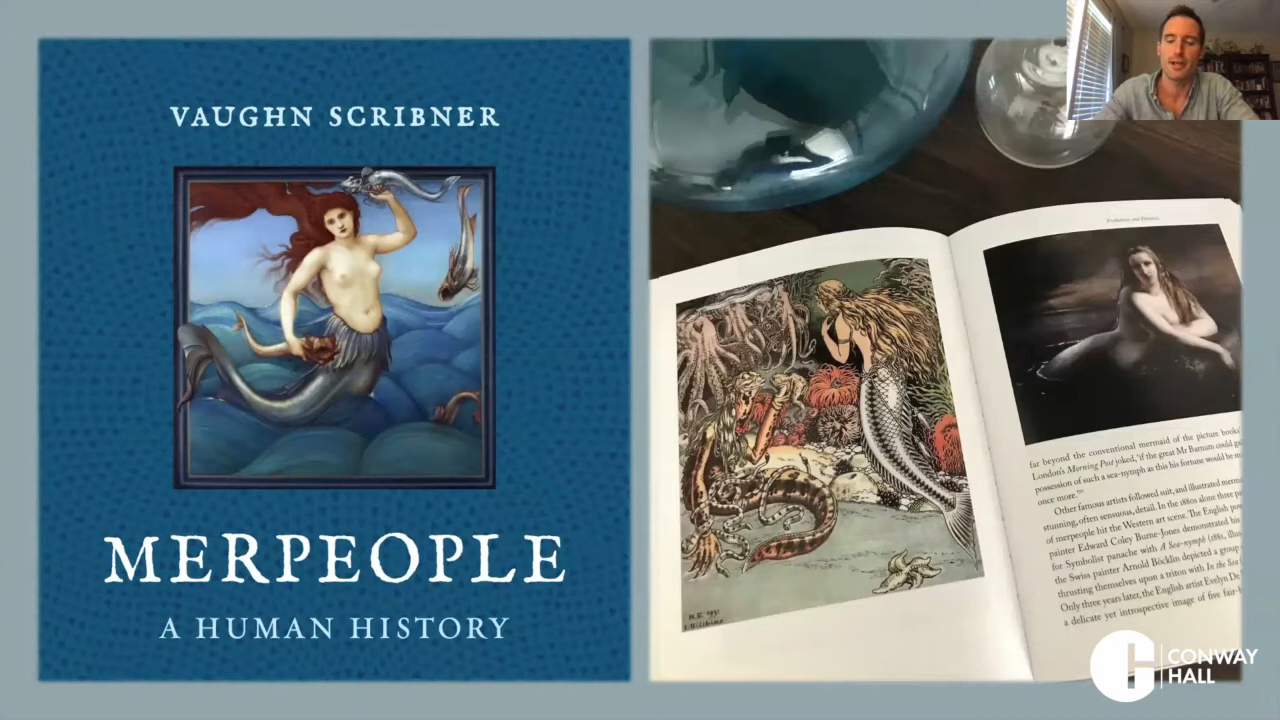 VAUGHN SCRIBNER
MERPEOPLE
A HUMAN HISTORY
far beyond the conventional mermaid of the picture books'
London's Morning Post joked, 'if the great Mr Barnum could
possession of such a sea-nymph as this his fortune would be
once more.'
Other famous artists followed suit, and illustrated
stunning, often sensuous, detail. In the 1880s alone three
of merpeople hit the Western art scene. The English
painter Edward Coley Burne-Jones demonstrated his
for Symbolist panache with A Sea-nymph (1881,
the Swiss painter Arnold Böcklin depicted a group
thrusting themselves upon a triton with In the Sea
Only three years later, the English artist Evelyn De
a delicate yet introspective image of five
CONWAY
HALL